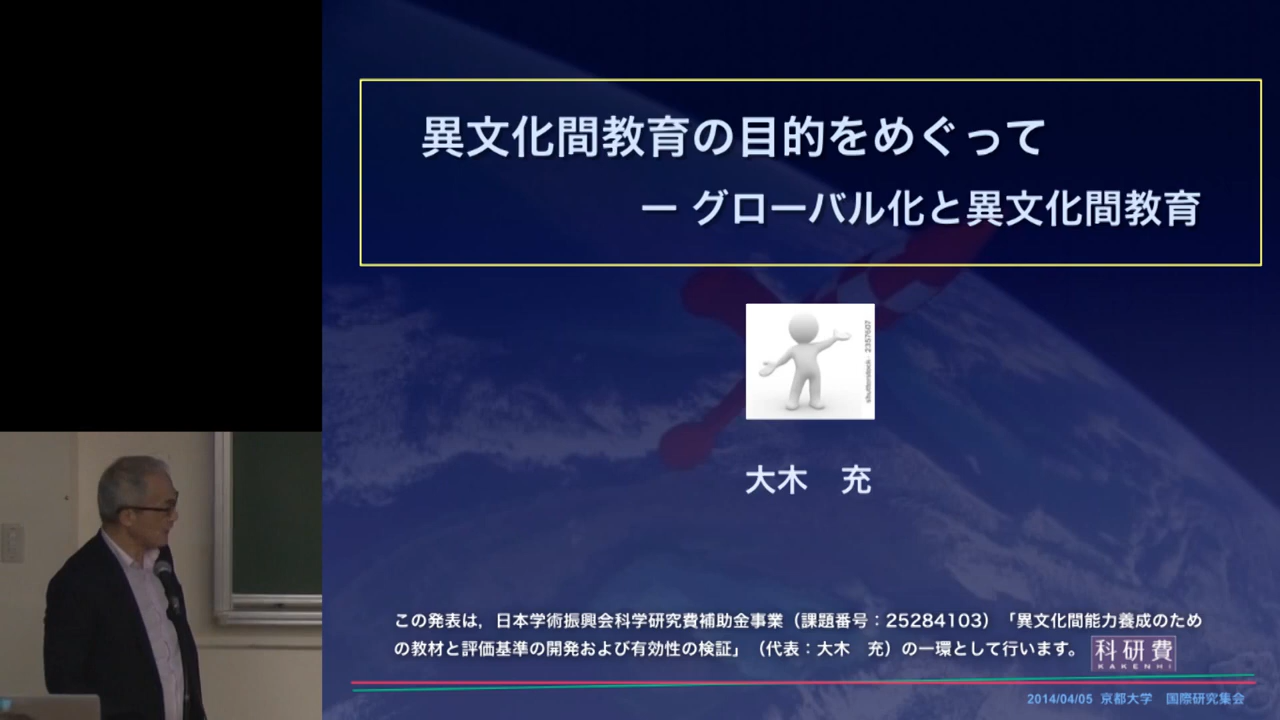 異文化間教育の目的をめぐって
ー グローバル化と異文化間教育
shutterstock 2357607
大木 充
この発表は，日本学術振興会科学研究費補助金事業（課題番号：25284103）「異文化間能力養成のため
の教材と評価基準の開発および有効性の検証」（代表：大木 充）の一環として行います。
科研費
KAKENHI
2014/04/05 京都大学 国際研究集会